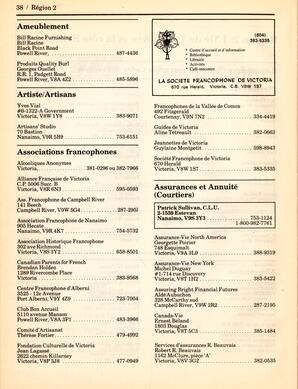 38 / Région 2
Ameublement
Bill Racine Furnishing
Bill Racine
Black Point Road
Powell River, 487-4436
Produits Quality Burl
Georges Ouellet
R.R. 1, Padgett Road
Powell River, V8A 4Z2 485-5896
Artiste/Artisans
Yves Vial
#6-1322-A Government
Victoria, V8W 1Y8 383-9071
Artisans' Studio
70 Bastion
Nanaimo, V9R 5B9 753-6151
Associations francophones
Alcooliques Anonymes
Victoria, 381-0296 ou 382-7966
Alliance Française de Victoria
C.P. 5006 Succ. B
Victoria, V8R 6N3 595-0593
Ass. Francophone de Campbell River
141 Beech
Campbell River, V9W 5G4 287-2951
Association Francophone de Nanaimo
905 Hecate
Nanaimo, V9R 4K7 754-5732
Association Historique Francophone
302 ave Richmond
Victoria, V8S 3Y2 658-8501
Canadian Parents for French
Brendan Holden
1289 Rivercombe Place
Victoria 383-8568
Centre Francophone d'Alberni
3525 - 12e Avenue
Port Alberni, V9Y 4Z9 723-7004
Club Bon Accueil
5110 avenue Manson
Powell River, V8A 3P1 483-3966
Comité d'Artisanat
Thérèse Fortier 479-4992
Fondation Culturelle de Victoria
Jean Lagassé
2622 chemin Killarney
Victoria, V8P 5J8 477-0949
(604)
383-5335
* Centre d'accueil et d'information
* Bibliothèque
* Librairie
* Activités
* Café-rencontre
LA SOCIETE FRANCOPHONE DE VICTORIA
670 rue Herald, Victoria, C.B. V8W 1S7
Francophones de la Vallée de Comox
492 Fitzgerald
Courtenay, V9N 7N2 334-4419
Guides de Victoria
Aline Tétreault 382-0662
Jeannettes de Victoria
Guylaine Montpetit 598-8943
Société Francophone de Victoria
670 Herald
Victoria, V8W 1S7 383-5335
Assurances et Annuité
(Courtiers)
Patrick Sullivan, C.L.U.
2-1559 Estevan
Nanaimo, V9S 3Y3 753-1124
1-800-992-7761
Assurance-Vie North America
Georgette Poirier
748 Esquimalt
Victoria, V9A 3L9 388-9319
Assurance-Vie New York
Michel Duguay
#1-714 rue Discovery
Victoria, V8T 1H2 383-5422
Assuring Bright Financial Futures
Aldé Aubuchon
328 McCarthy sud
Campbell River, V9W 2R2 287-2195
Canada-Vie
Ernest Béland
1803 Douglas
Victoria, V8T 5C3 385-1484
Services d'assurances R. Beauvais
Robert R. Beauvais
1142 McClure, pièce 'A'
Victoria, V8V 3G2 382-0535